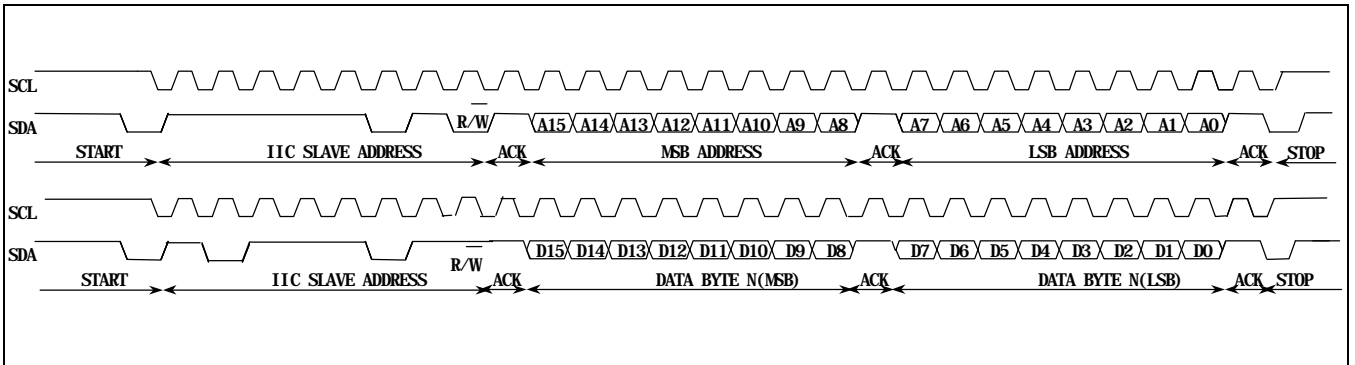 SCL
SDA R/W A15 A14 A13 A12 A11 A10 A9 A8 A7 A6 A5 A4 A3 A2 A1 A0
START IIC SLAVE ADDRESS ACK MSB ADDRESS ACK LSB ADDRESS ACK STOP
SCL
SDA R/W D15 D14 D13 D12 D11 D10 D9 D8 D7 D6 D5 D4 D3 D2 D1 D0
START IIC SLAVE ADDRESS ACK DATA BYTE N(MSB) ACK DATA BYTE N(LSB) ACK STOP